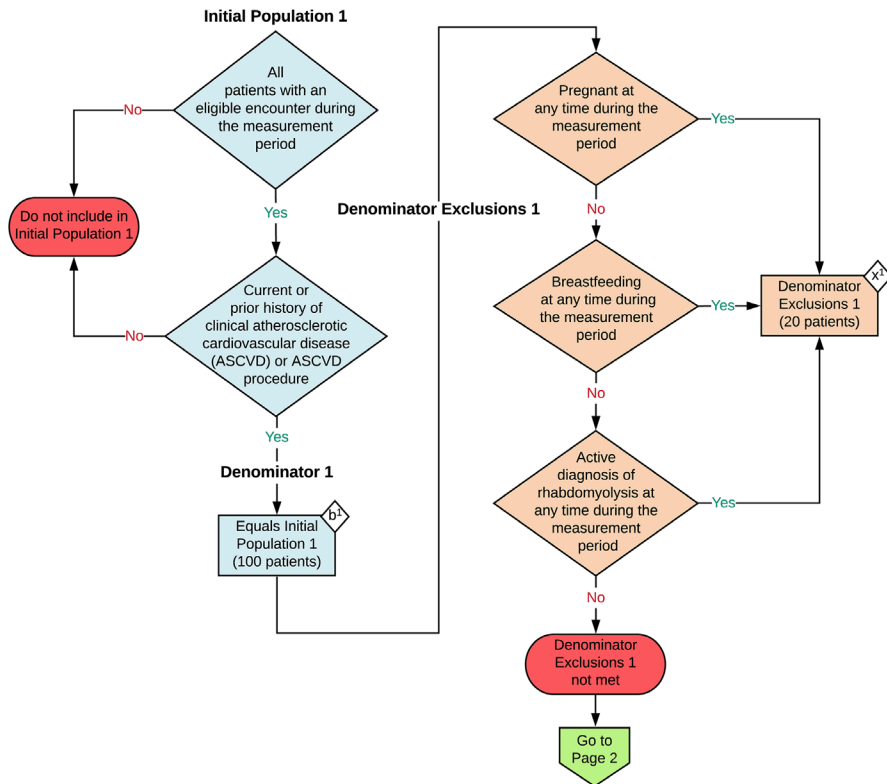 Initial Population 1
All
patients with an
eligible encounter during
the measurement
period
No
Yes
Do not include in
Initial Population 1
Current or
prior history of
clinical atherosclerotic
cardiovascular disease
(ASCVD) or ASCVD
procedure
No
Yes
Denominator 1
b¹
Equals Initial
Population 1
(100 patients)
Denominator Exclusions 1
Pregnant at
any time during the
measurement
period
Yes
No
Breastfeeding
at any time during
the measurement
period
Yes
x¹
Denominator
Exclusions 1
(20 patients)
No
Active
diagnosis of
rhabdomyolysis at
any time during the
measurement
period
Yes
No
Denominator
Exclusions 1
not met
Go to
Page 2